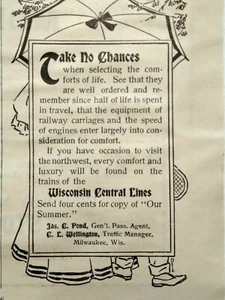 Take No Chances
when selecting the com-
forts of life. See that they
are well ordered and re-
member since half of life is spent
in travel, that the equipment of
railway carriages and the speed
of engines enter largely into con-
sideration for comfort.
If you have occasion to visit
the northwest, every comfort and
luxury will be found on the
trains of the
Wisconsin Central Lines
Send four cents for copy of "Our
Summer."
Jas. C. Pond, Gen'l. Pass. Agent,
C. L. Wellington, Traffic Manager,
Milwaukee, Wis.